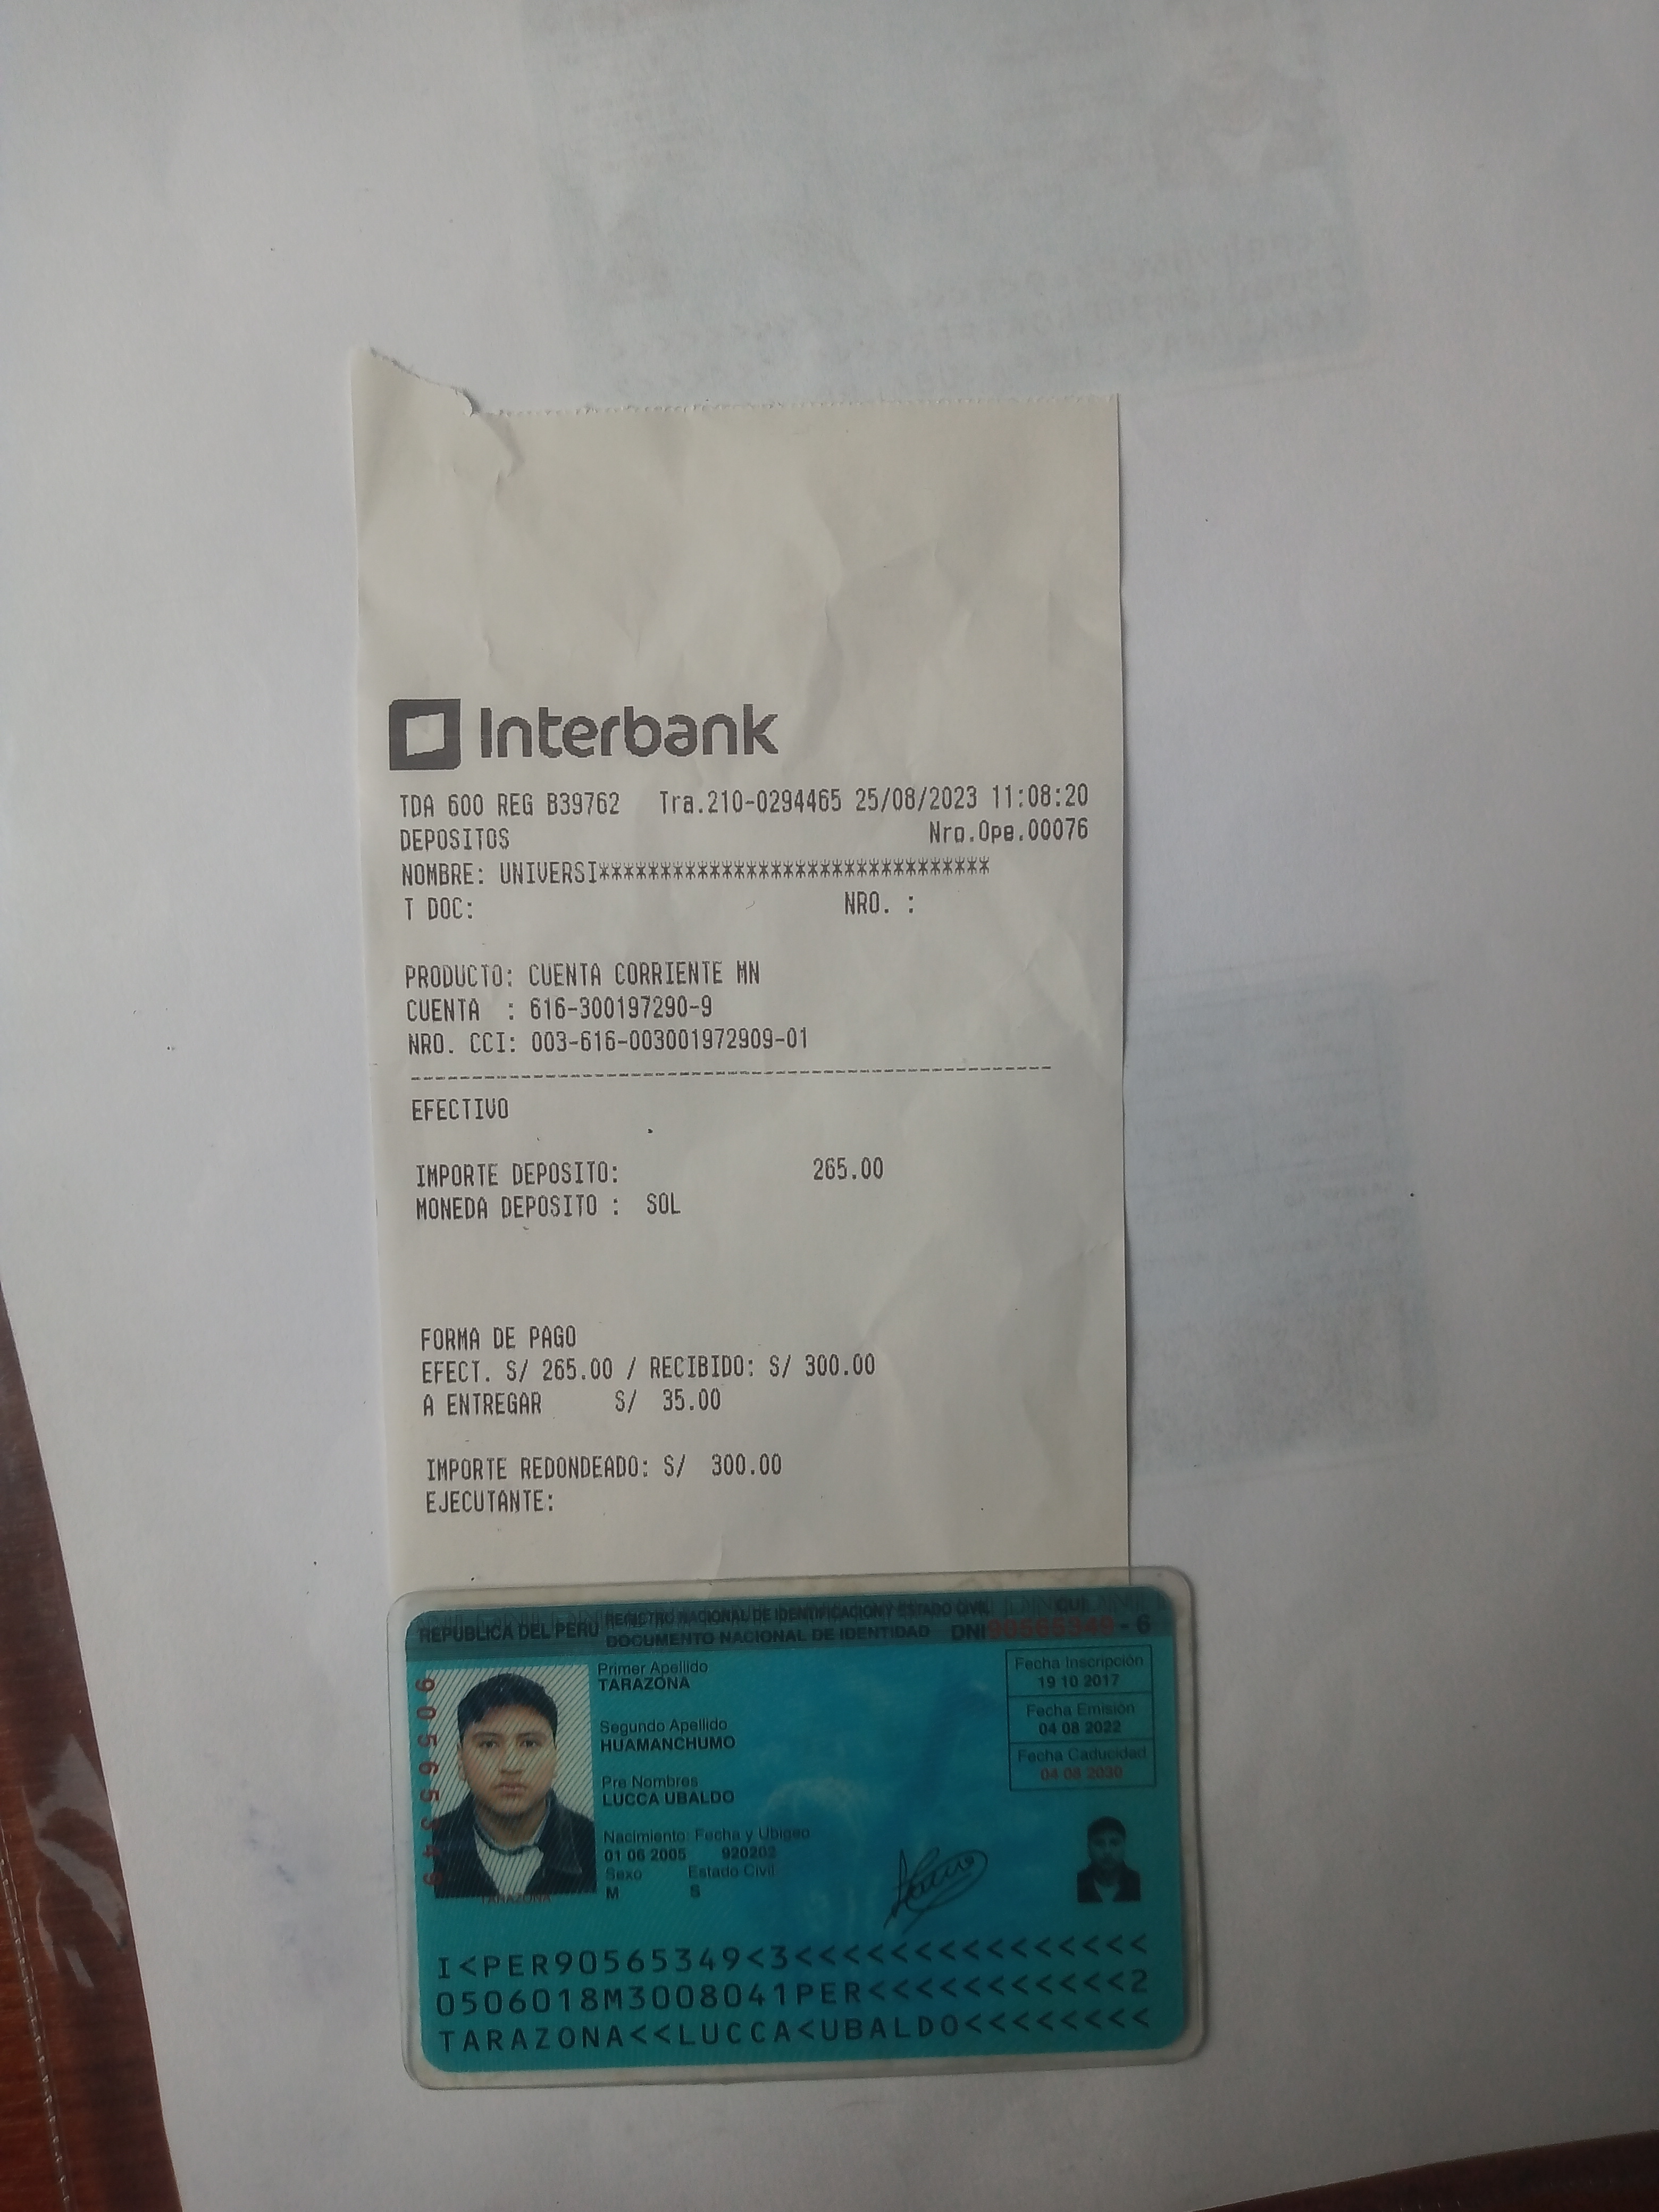 Interbank
TDA 600 REG B39762 Tra.210-0294465 25/08/2023 11:08:20
DEPOSITOS Nro.Ope.00076
NOMBRE: UNIVERSI********************************
T DOC: NRO. :
PRODUCTO: CUENTA CORRIENTE MN
CUENTA : 616-300197290-9
NRO. CCI: 003-616-003001972909-01
EFECTIVO
IMPORTE DEPOSITO: 265.00
MONEDA DEPOSITO : SOL
FORMA DE PAGO
EFECT. S/ 265.00 / RECIBIDO: S/ 300.00
A ENTREGAR S/ 35.00
IMPORTE REDONDEADO: S/ 300.00
EJECUTANTE:
REPUBLICA DEL PERU REGISTRO NACIONAL DE IDENTIFICACION Y ESTADO CIVIL CUI
DOCUMENTO NACIONAL DE IDENTIDAD DNI 90565349 - 6
90565349
Primer Apellido
TARAZONA
Segundo Apellido
HUAMANCHUMO
Pre Nombres
LUCCA UBALDO
Nacimiento: Fecha y Ubigeo
01 06 2005 920202
Sexo Estado Civil
M S
TARAZONA
Fecha Inscripción
19 10 2017
Fecha Emisión
04 08 2022
Fecha Caducidad
04 08 2030
I<PER90565349<3<<<<<<<<<<<<<<<
0506018M3008041PER<<<<<<<<<<<2
TARAZONA<<LUCCA<UBALDO<<<<<<<<